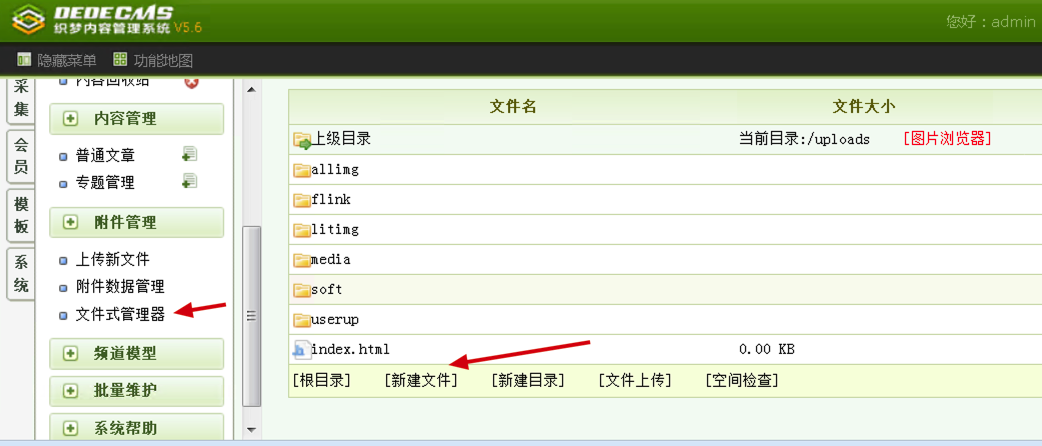 DEDECMS
织梦内容管理系统 V5.6
您好：admin
隐藏菜单 功能地图
采集
会员
模板
系统
内容回收站
内容管理
普通文章
专题管理
附件管理
上传新文件
附件数据管理
文件式管理器
频道模型
批量维护
系统帮助
文件名 文件大小
上级目录 当前目录:/uploads [图片浏览器]
allimg
flink
litimg
media
soft
userup
index.html 0.00 KB
[根目录] [新建文件] [新建目录] [文件上传] [空间检查]